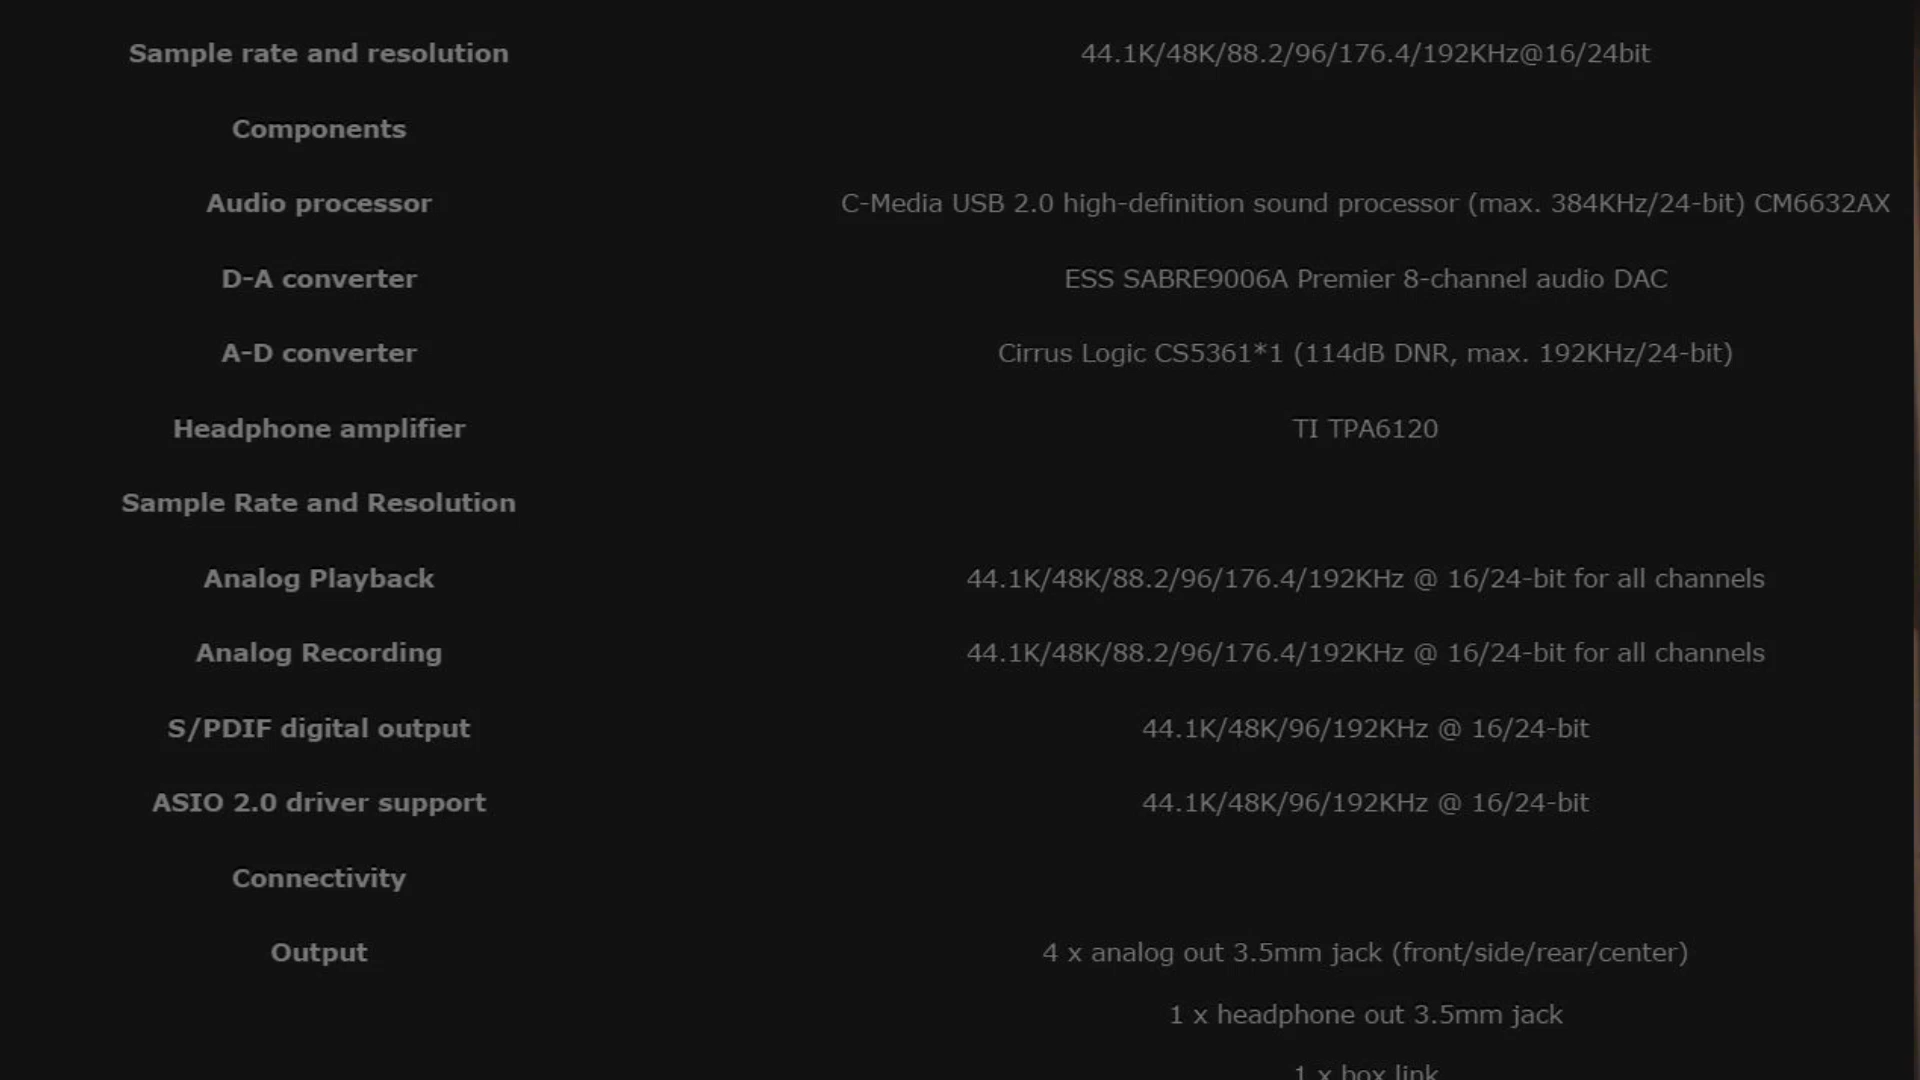 Sample rate and resolution 44.1K/48K/88.2/96/176.4/192KHz@16/24bit
Components
Audio processor C-Media USB 2.0 high-definition sound processor (max. 384KHz/24-bit) CM6632AX
D-A converter ESS SABRE9006A Premier 8-channel audio DAC
A-D converter Cirrus Logic CS5361*1 (114dB DNR, max. 192KHz/24-bit)
Headphone amplifier TI TPA6120
Sample Rate and Resolution
Analog Playback 44.1K/48K/88.2/96/176.4/192KHz @ 16/24-bit for all channels
Analog Recording 44.1K/48K/88.2/96/176.4/192KHz @ 16/24-bit for all channels
S/PDIF digital output 44.1K/48K/96/192KHz @ 16/24-bit
ASIO 2.0 driver support 44.1K/48K/96/192KHz @ 16/24-bit
Connectivity
Output 4 x analog out 3.5mm jack (front/side/rear/center)
1 x headphone out 3.5mm jack
1 x box link